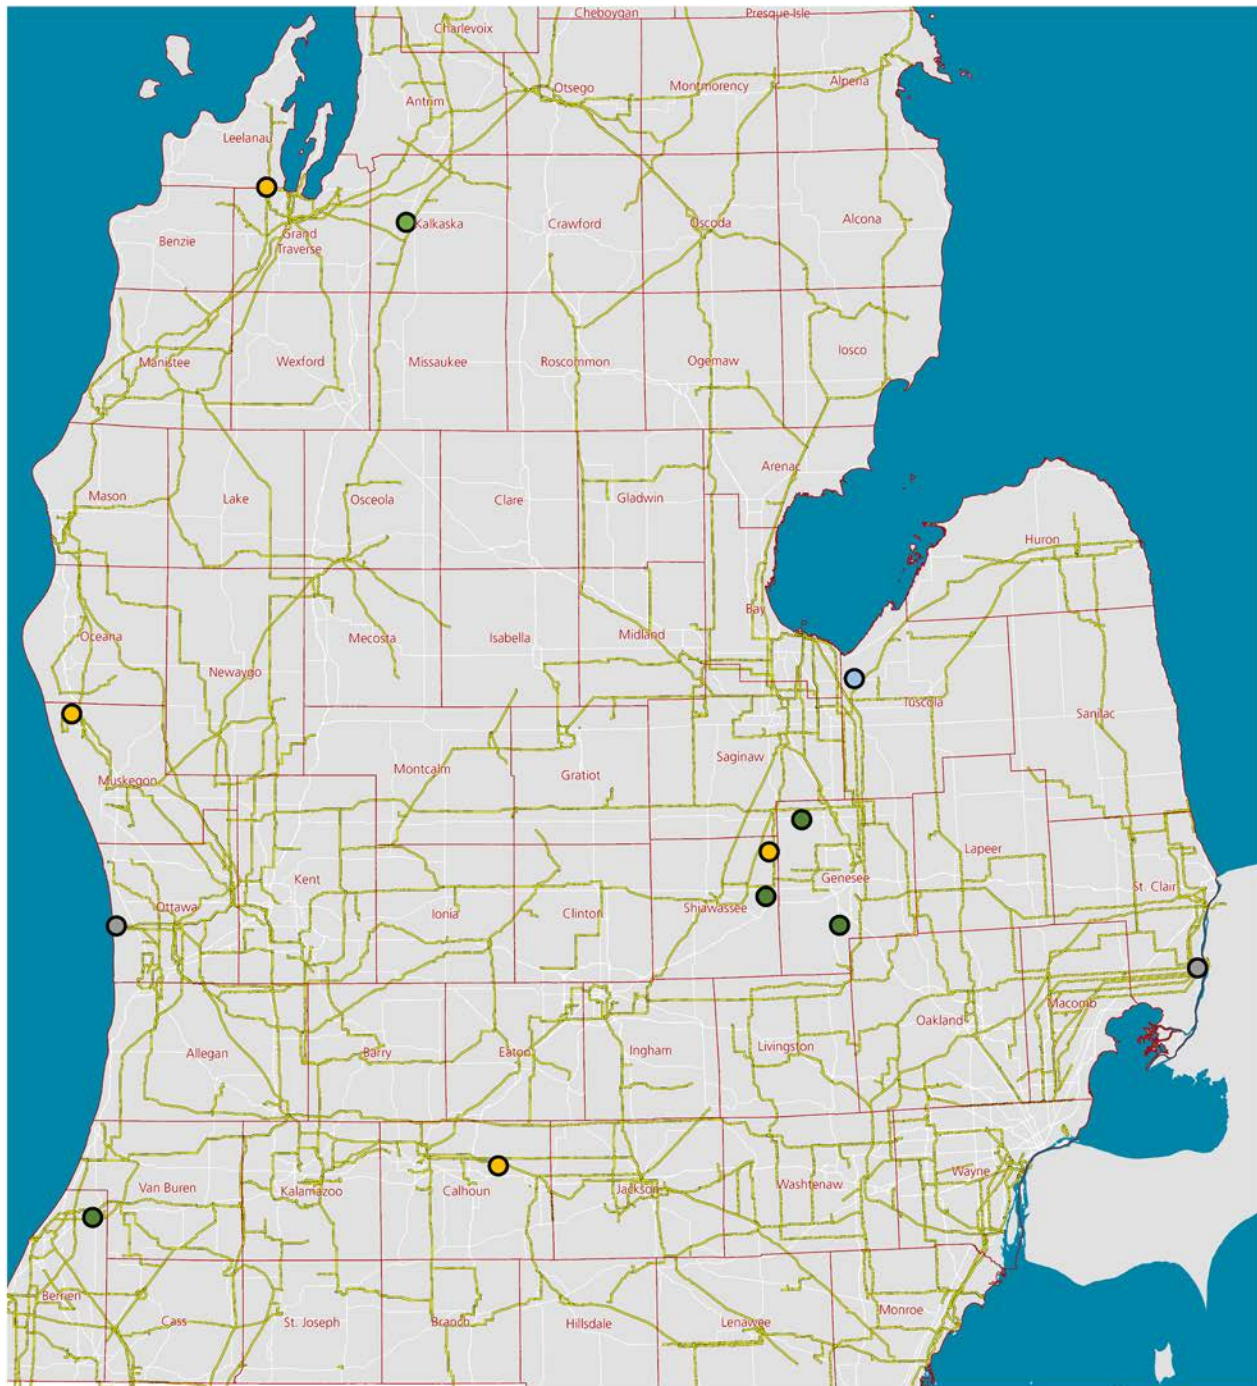 Cheboygan
Presque Isle
Charlevoix
Otsego
Montmorency
Alpena
Antrim
Leelanau
Kalkaska
Crawford
Oscoda
Alcona
Benzie
Grand
Traverse
Manistee
Wexford
Missaukee
Roscommon
Ogemaw
Iosco
Arenac
Mason
Lake
Osceola
Clare
Gladwin
Huron
Bay
Oceana
Mecosta
Isabella
Midland
Newaygo
Tuscola
Sanilac
Saginaw
Muskegon
Montcalm
Gratiot
Lapeer
Kent
Genesee
St. Clair
Ottawa
Ionia
Clinton
Shiawassee
Macomb
Oakland
Allegan
Barry
Eaton
Ingham
Livingston
Van Buren
Kalamazoo
Calhoun
Jackson
Washtenaw
Wayne
Berrien
Cass
St. Joseph
Branch
Hillsdale
Lenawee
Monroe